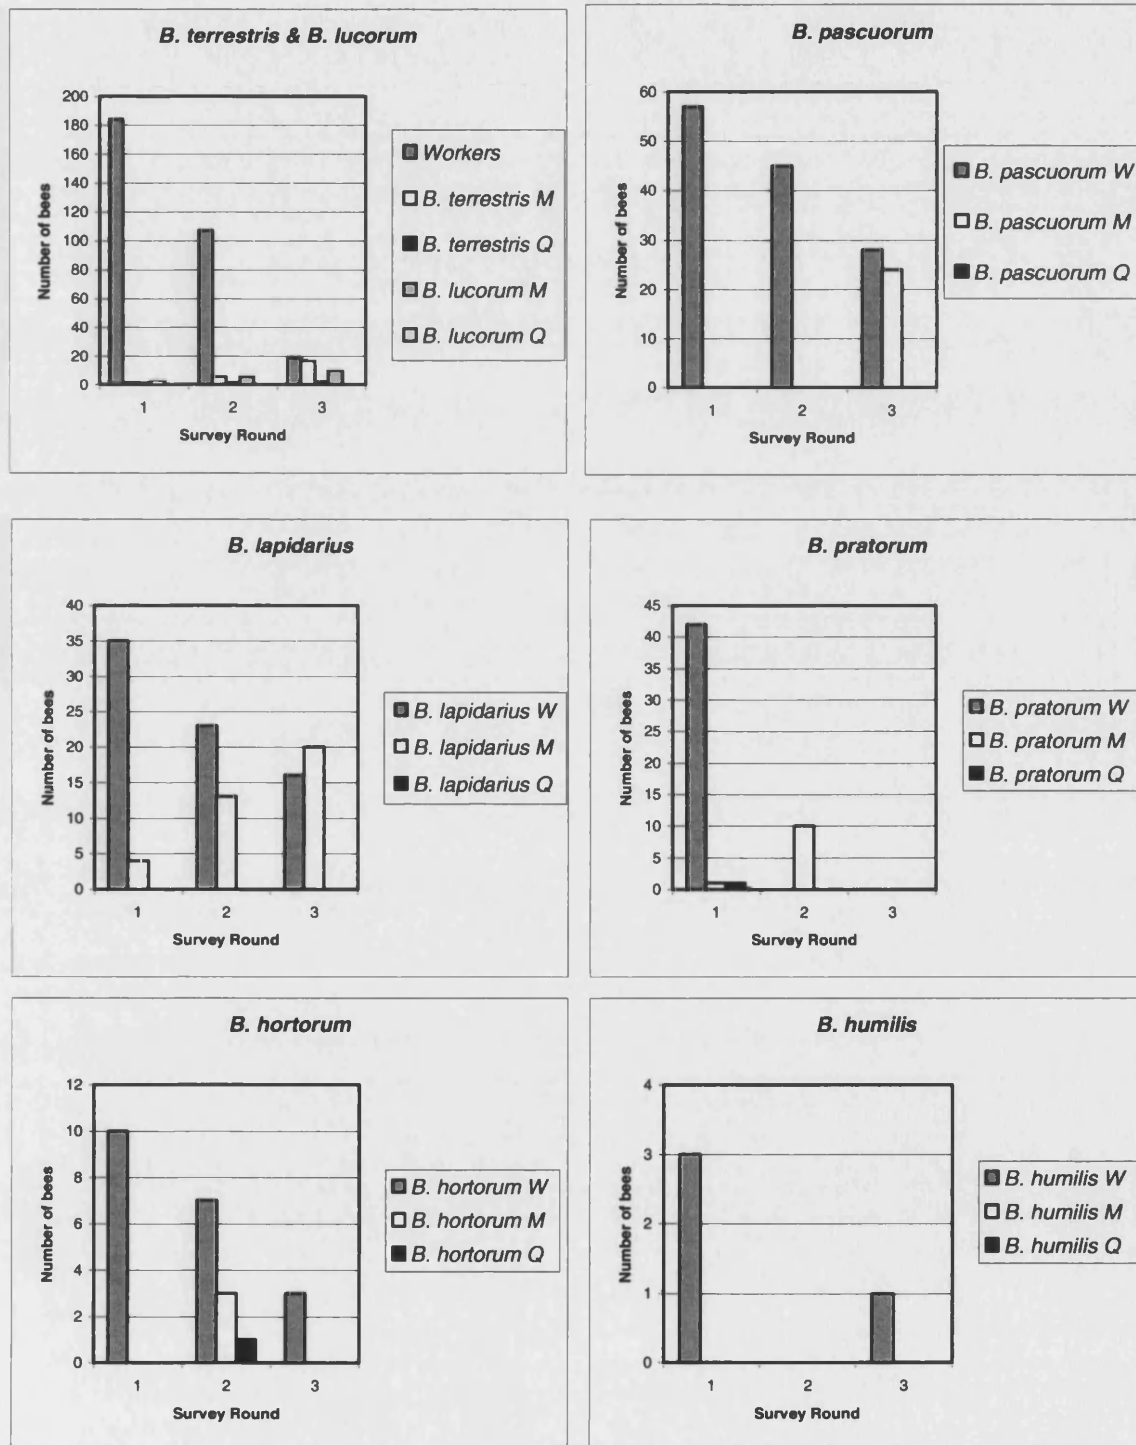 B. terrestris & B. lucorum
200
180
160
140
120
100
80
60
40
20
0
Number of bees
1 2 3
Survey Round
Workers
B. terrestris M
B. terrestris Q
B. lucorum M
B. lucorum Q
B. pascuorum
60
50
40
30
20
10
0
Number of bees
1 2 3
Survey Round
B. pascuorum W
B. pascuorum M
B. pascuorum Q
B. lapidarius
40
35
30
25
20
15
10
5
0
Number of bees
1 2 3
Survey Round
B. lapidarius W
B. lapidarius M
B. lapidarius Q
B. pratorum
45
40
35
30
25
20
15
10
5
0
Number of bees
1 2 3
Survey Round
B. pratorum W
B. pratorum M
B. pratorum Q
B. hortorum
12
10
8
6
4
2
0
Number of bees
1 2 3
Survey Round
B. hortorum W
B. hortorum M
B. hortorum Q
B. humilis
4
3
2
1
0
Number of bees
1 2 3
Survey Round
B. humilis W
B. humilis M
B. humilis Q